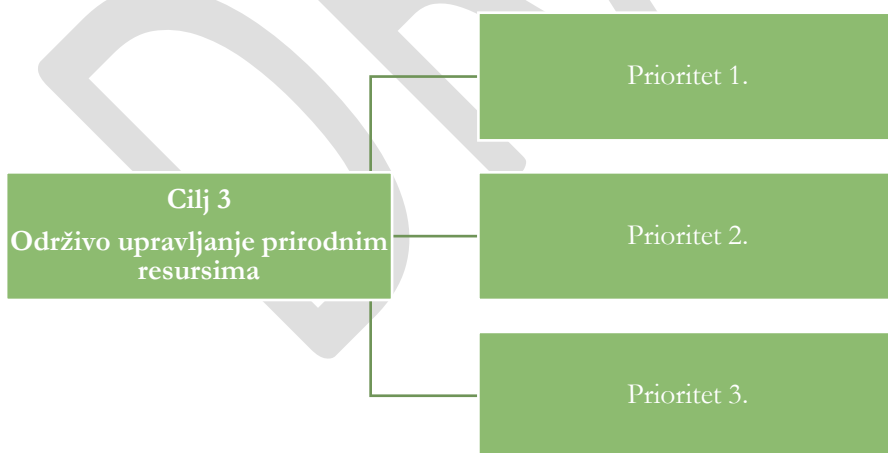 Prioritet 1.
Cilj 3
Održivo upravljanje prirodnim
resursima
Prioritet 2.
Prioritet 3.